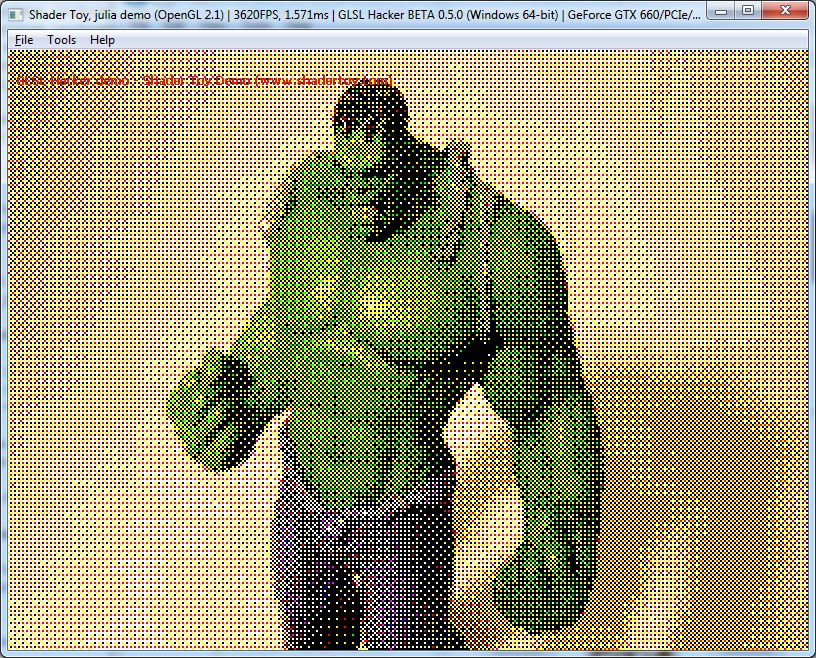 Shader Toy, julia demo (OpenGL 2.1) | 3620FPS, 1.571ms | GLSL Hacker BETA 0.5.0 (Windows 64-bit) | GeForce GTX 660/PCIe/...
File Tools Help
GLSL Hacker demo - Shader Toy Demo (www.shadertoy.com)